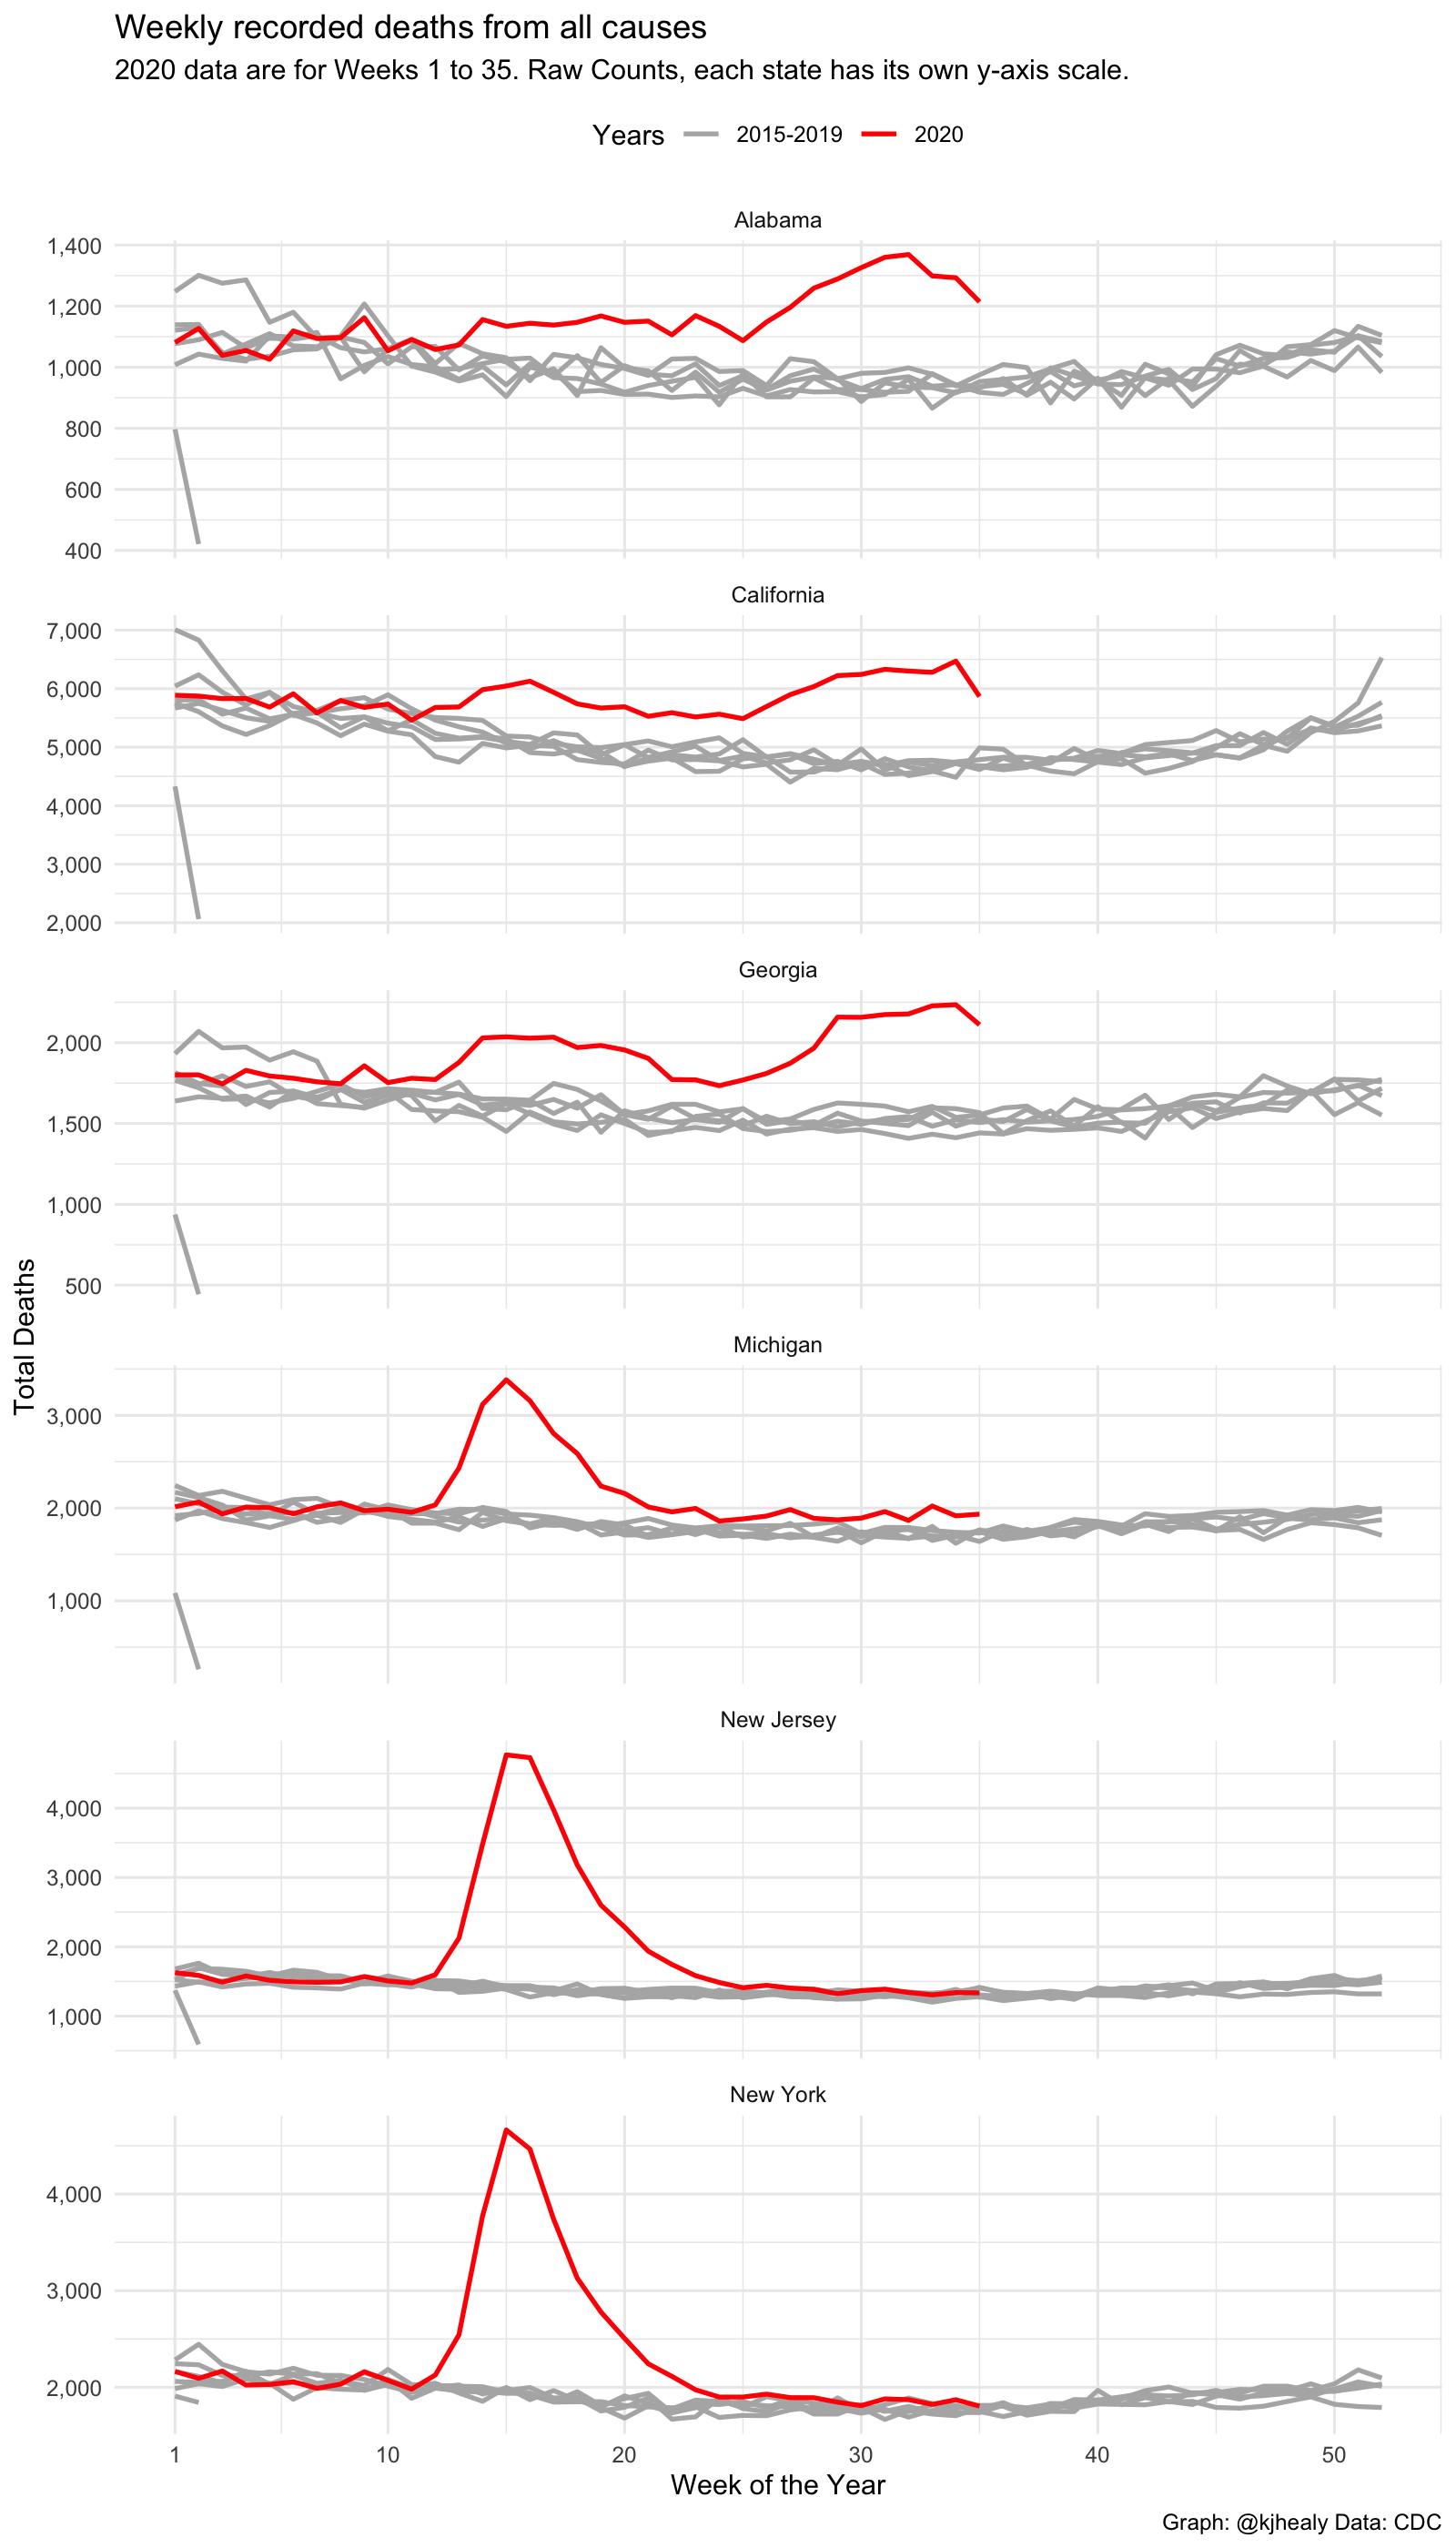 Weekly recorded deaths from all causes
2020 data are for Weeks 1 to 35. Raw Counts, each state has its own y-axis scale.
Years 2015-2019 2020
Alabama
1,400
1,200
1,000
800
600
400
California
7,000
6,000
5,000
4,000
3,000
2,000
Georgia
2,000
1,500
1,000
500
Total Deaths
Michigan
3,000
2,000
1,000
New Jersey
4,000
3,000
2,000
1,000
New York
4,000
3,000
2,000
1 10 20 30 40 50
Week of the Year
Graph: @kjhealy Data: CDC